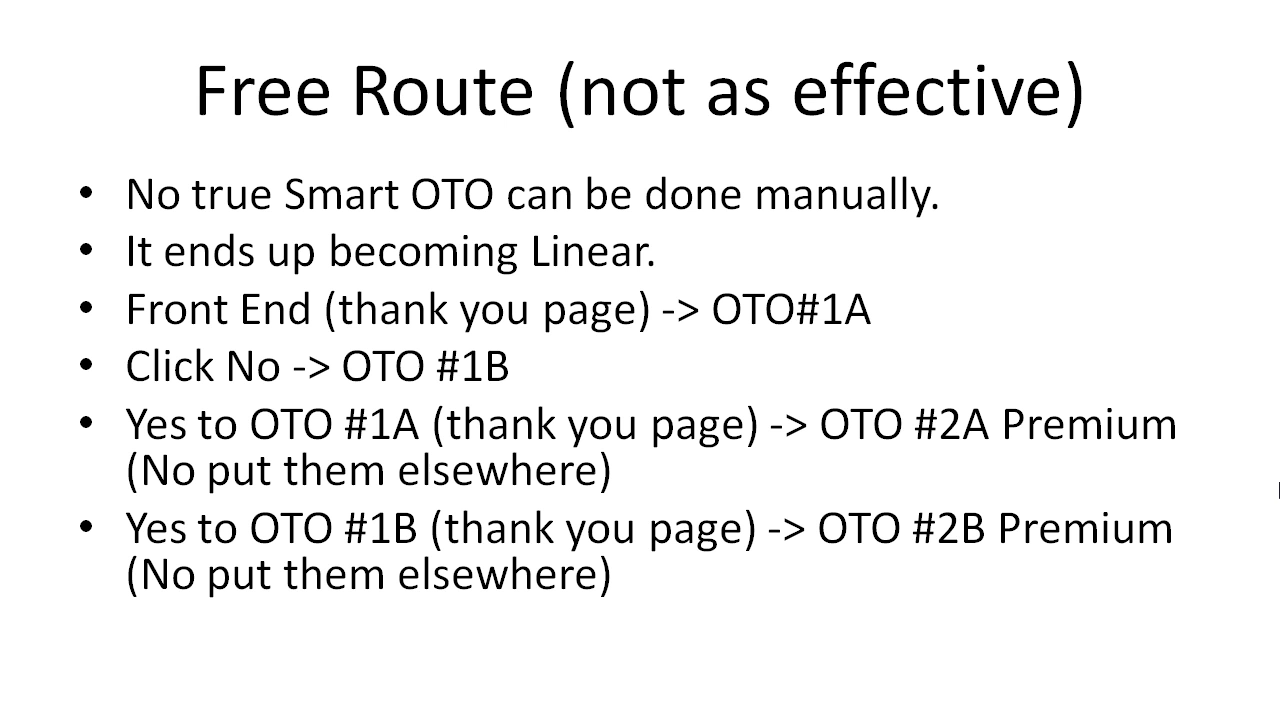 Free Route (not as effective)
• No true Smart OTO can be done manually.
• It ends up becoming Linear.
• Front End (thank you page) -> OTO#1A
• Click No -> OTO #1B
• Yes to OTO #1A (thank you page) -> OTO #2A Premium
(No put them elsewhere)
• Yes to OTO #1B (thank you page) -> OTO #2B Premium
(No put them elsewhere)